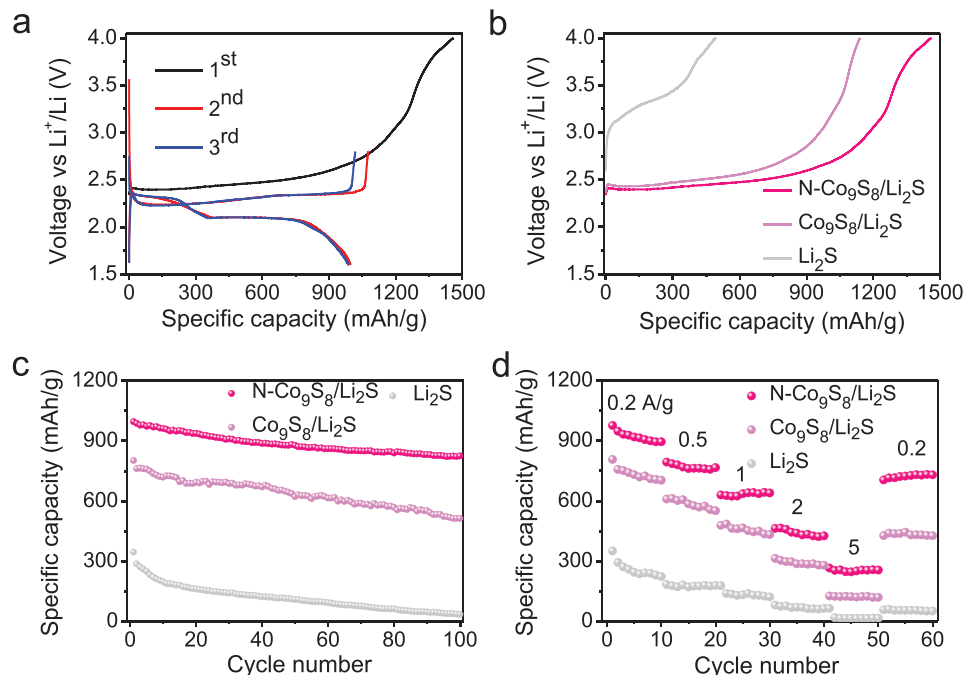 a
4.0
3.5
3.0
2.5
2.0
1.5
Voltage vs Li⁺/Li (V)
1st
2nd
3rd
0 300 600 900 1200 1500
Specific capacity (mAh/g)
b
4.0
3.5
3.0
2.5
2.0
1.5
Voltage vs Li⁺/Li (V)
N-Co₉S₈/Li₂S
Co₉S₈/Li₂S
Li₂S
0 300 600 900 1200 1500
Specific capacity (mAh/g)
c
1200
900
600
300
0
Specific capacity (mAh/g)
N-Co₉S₈/Li₂S Li₂S
Co₉S₈/Li₂S
0 20 40 60 80 100
Cycle number
d
1200
900
600
300
0
Specific capacity (mAh/g)
N-Co₉S₈/Li₂S
Co₉S₈/Li₂S
Li₂S
0.2 A/g
0.5
1
2
5
0.2
0 10 20 30 40 50 60
Cycle number